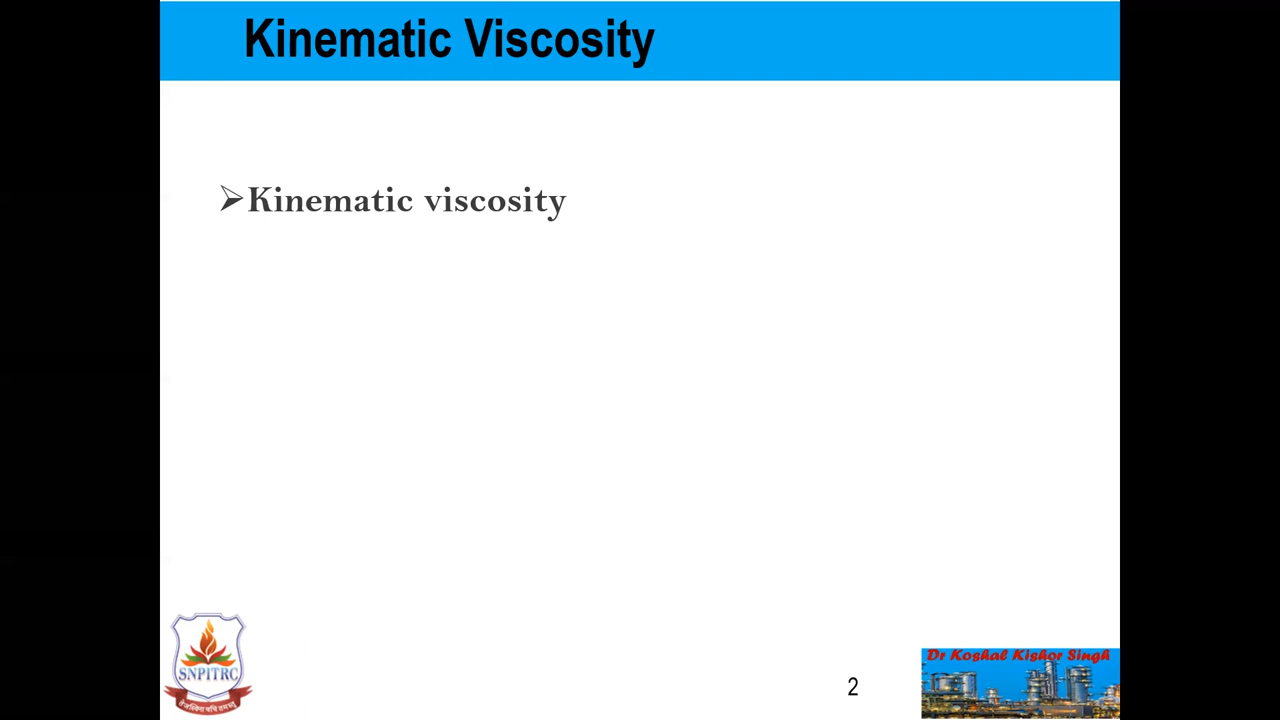 Kinematic Viscosity
➢Kinematic viscosity
SNPITRC
2
Dr Koshal Kishor Singh